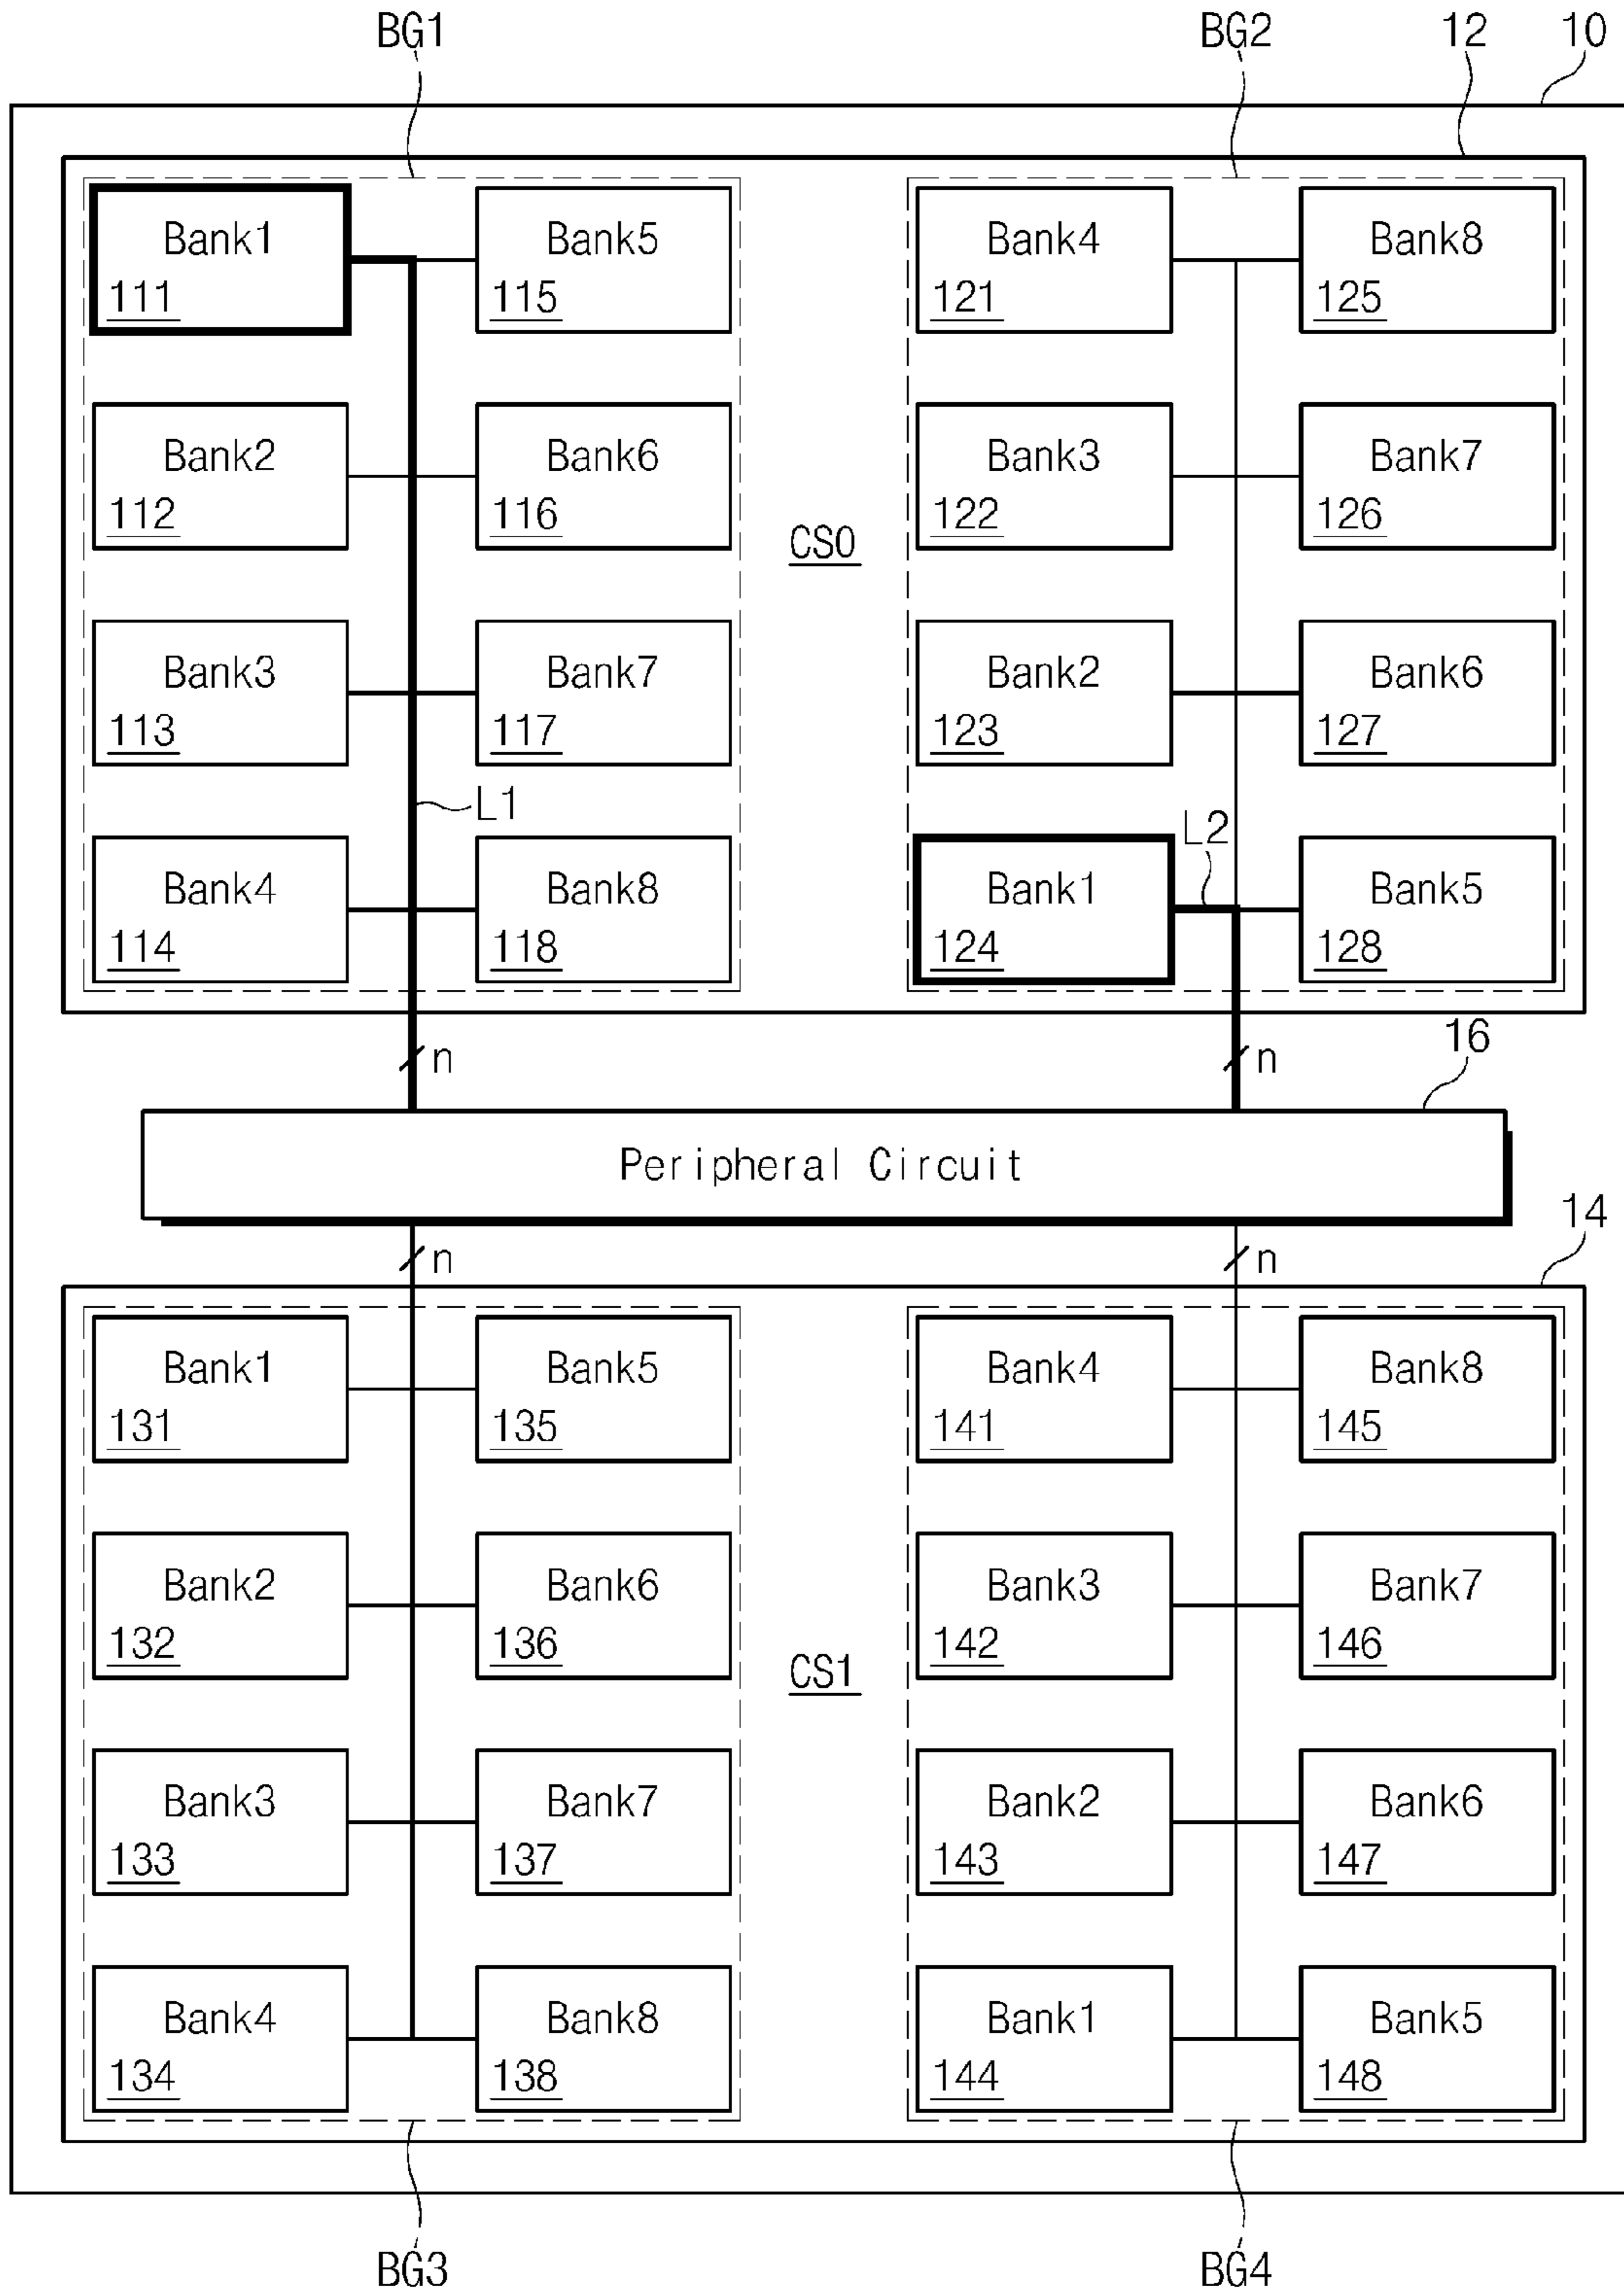 BG1 BG2 12 10
Bank1 Bank5 Bank4 Bank8
111 115 121 125
Bank2 Bank6 Bank3 Bank7
112 116 122 126
CS0
Bank3 Bank7 Bank2 Bank6
113 117 123 127
L1 L2
Bank4 Bank8 Bank1 Bank5
114 118 124 128
n n 16
Peripheral Circuit
14
n n
Bank1 Bank5 Bank4 Bank8
131 135 141 145
Bank2 Bank6 Bank3 Bank7
132 136 142 146
CS1
Bank3 Bank7 Bank2 Bank6
133 137 143 147
Bank4 Bank8 Bank1 Bank5
134 138 144 148
BG3 BG4